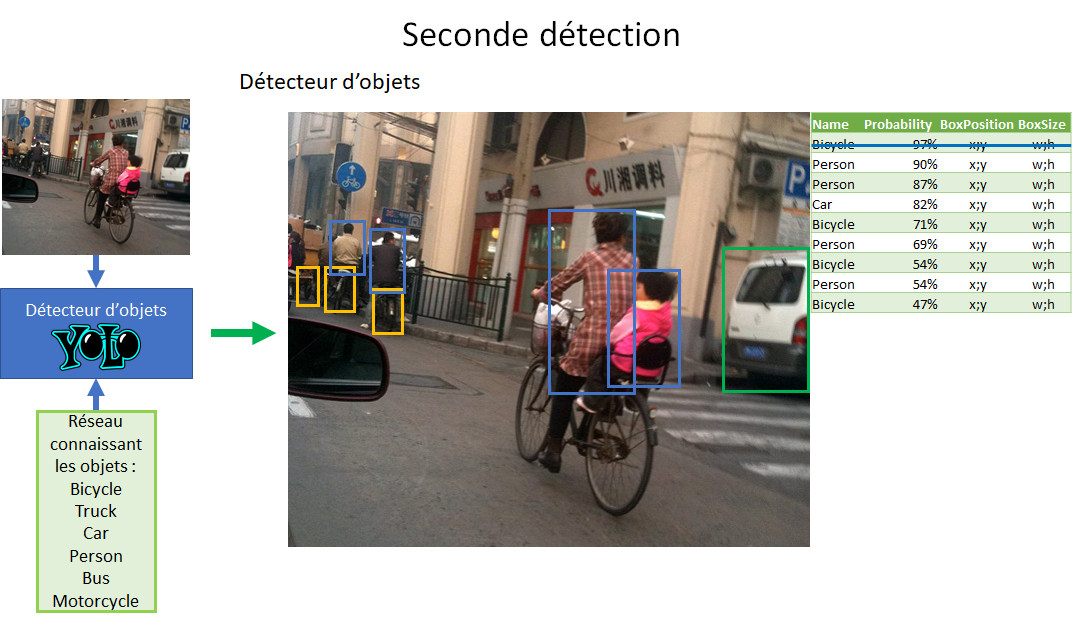 Seconde détection
Détecteur d’objets
川湘调料
P
Name Probability BoxPosition BoxSize
Bicycle 97% x;y w;h
Person 90% x;y w;h
Person 87% x;y w;h
Car 82% x;y w;h
Bicycle 71% x;y w;h
Person 69% x;y w;h
Bicycle 54% x;y w;h
Person 54% x;y w;h
Bicycle 47% x;y w;h
Détecteur d’objets
YOLO
Réseau
connaissant
les objets :
Bicycle
Truck
Car
Person
Bus
Motorcycle